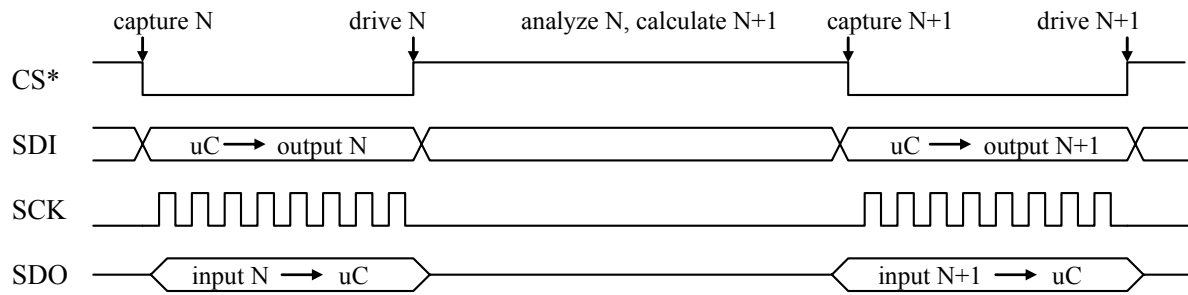 capture N drive N analyze N, calculate N+1 capture N+1 drive N+1
CS*
SDI uC → output N uC → output N+1
SCK
SDO input N → uC input N+1 → uC